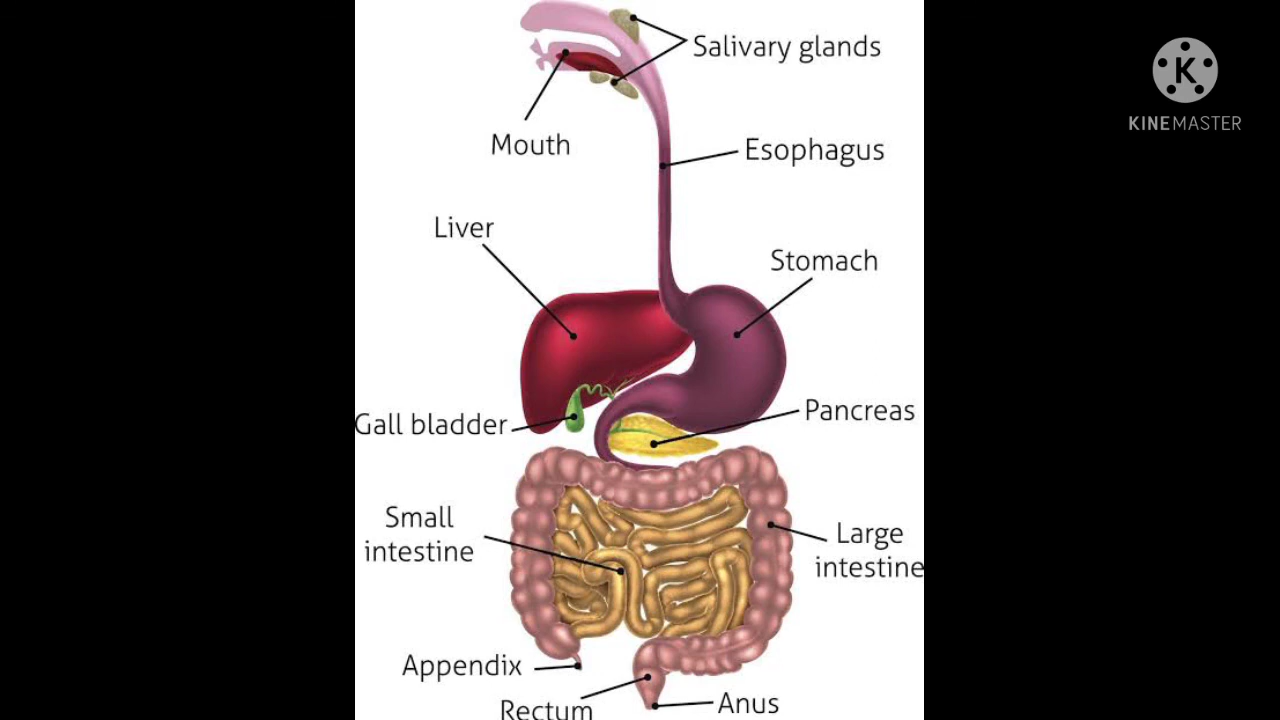 Salivary glands
K
KINEMASTER
Mouth
Esophagus
Liver
Stomach
Gall bladder
Pancreas
Small
intestine
Large
intestine
Appendix
Rectum
Anus